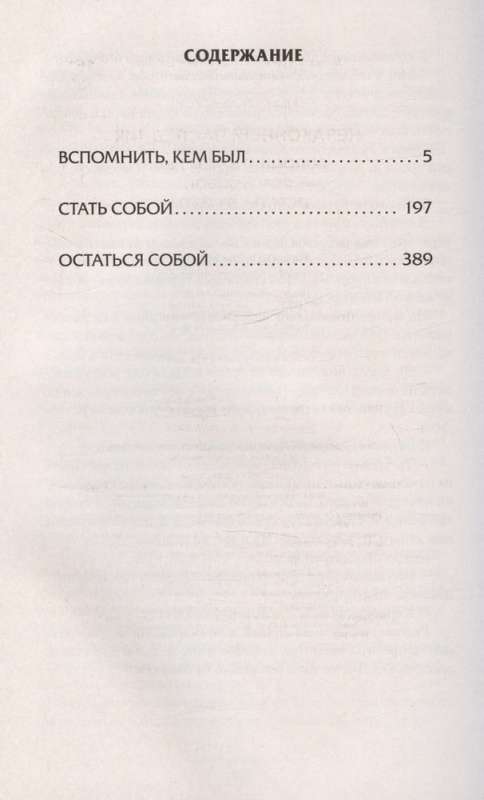 СОДЕРЖАНИЕ
ВСПОМНИТЬ, КЕМ БЫЛ .......................... 5
СТАТЬ СОБОЙ ................................ 197
ОСТАТЬСЯ СОБОЙ .......................... 389